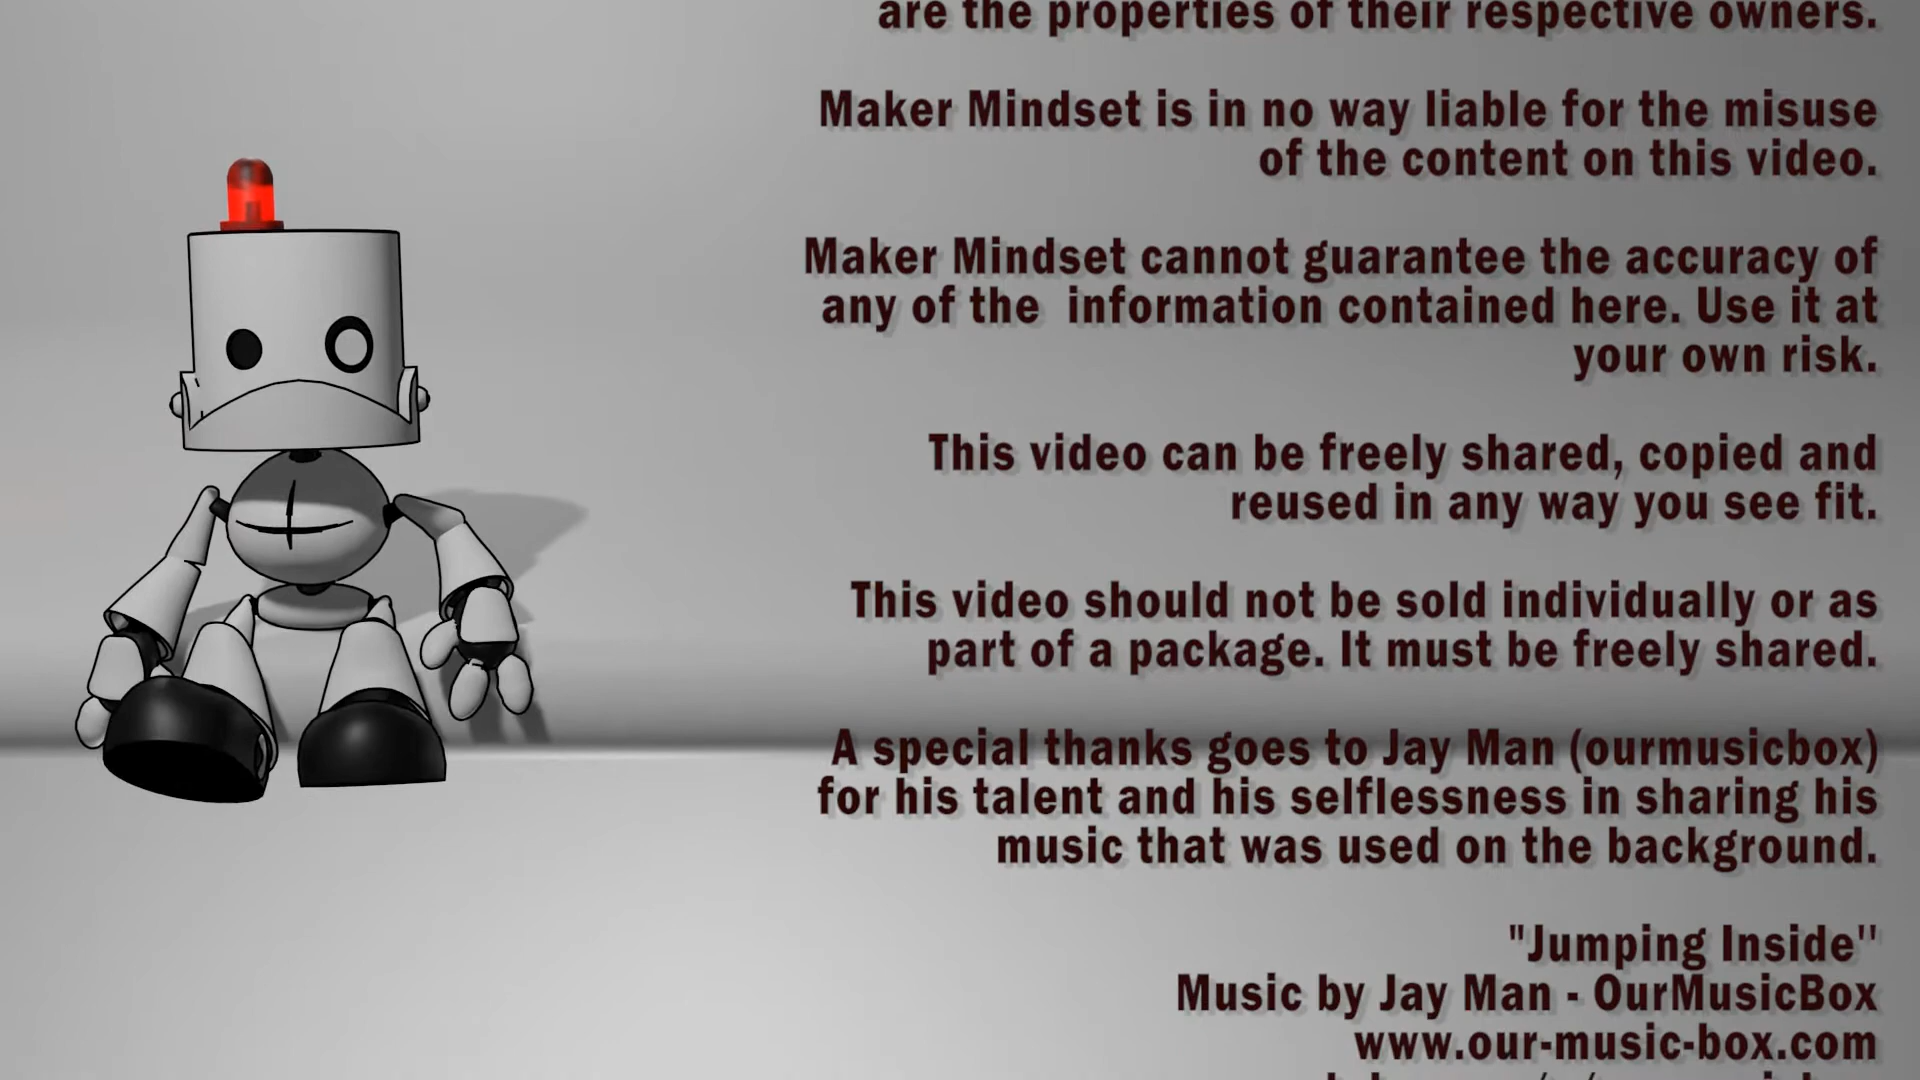 are the properties of their respective owners.
Maker Mindset is in no way liable for the misuse
of the content on this video.
Maker Mindset cannot guarantee the accuracy of
any of the  information contained here. Use it at
your own risk.
This video can be freely shared, copied and
reused in any way you see fit.
This video should not be sold individually or as
part of a package. It must be freely shared.
A special thanks goes to Jay Man (ourmusicbox)
for his talent and his selflessness in sharing his
music that was used on the background.
"Jumping Inside''
Music by Jay Man - OurMusicBox
www.our-music-box.com